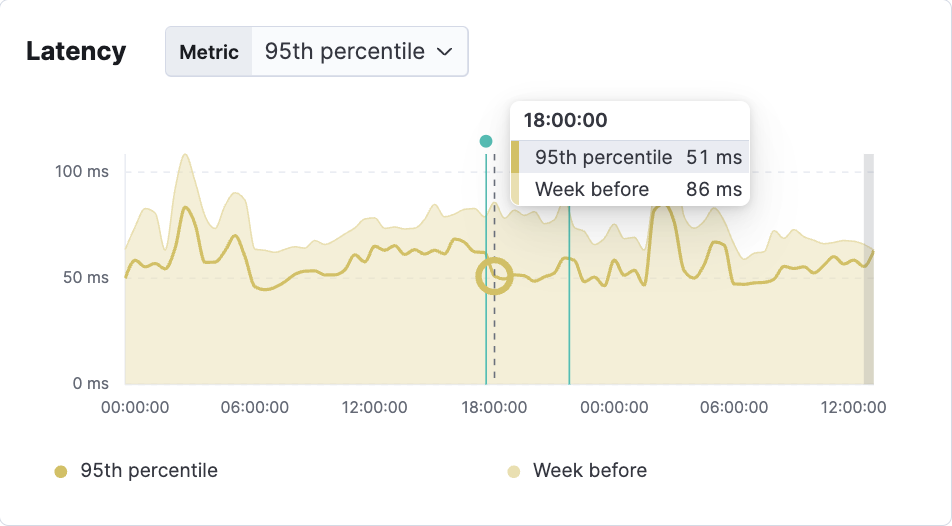 Latency
Metric 95th percentile
18:00:00
95th percentile 51 ms
Week before 86 ms
100 ms
50 ms
0 ms
00:00:00 06:00:00 12:00:00 18:00:00 00:00:00 06:00:00 12:00:00
95th percentile Week before